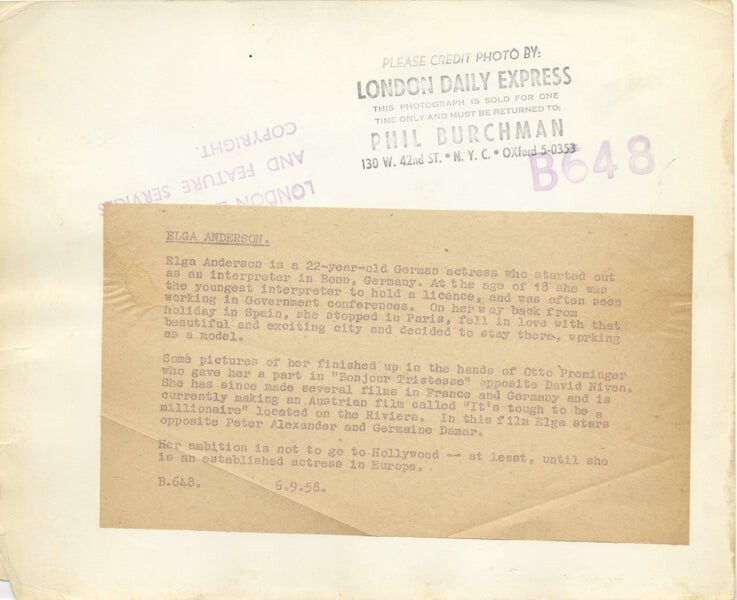 PLEASE CREDIT PHOTO BY:
LONDON DAILY EXPRESS
THIS PHOTOGRAPH IS SOLD FOR ONE
TIME ONLY AND MUST BE RETURNED TO:
PHIL BURCHMAN
130 W. 42nd ST. • N. Y. C. • OXford 5-0353
B648
LONDON
AND FEATURE SERVICE
COPYRIGHT.
ELGA ANDERSON.
Elga Anderson is a 22-year-old German actress who started out
as an interpreter in Bonn, Germany. At the age of 18 she was
the youngest interpreter to hold a licence, and was often seen
working in Government conferences. On her way back from
holiday in Spain, she stopped in Paris, fell in love with that
beautiful and exciting city and decided to stay there, working
as a model.
Some pictures of her finished up in the hands of Otto Preminger
who gave her a part in "Bonjour Tristesse" opposite David Niven.
She has since made several films in France and Germany and is
currently making an Austrian film called "It's tough to be a
millionaire" located on the Riviera. In this film Elga stars
opposite Peter Alexander and Germaine Damar.
Her ambition is not to go to Hollywood -- at least, until she
is an established actress in Europe.
B.648. 6.9.58.